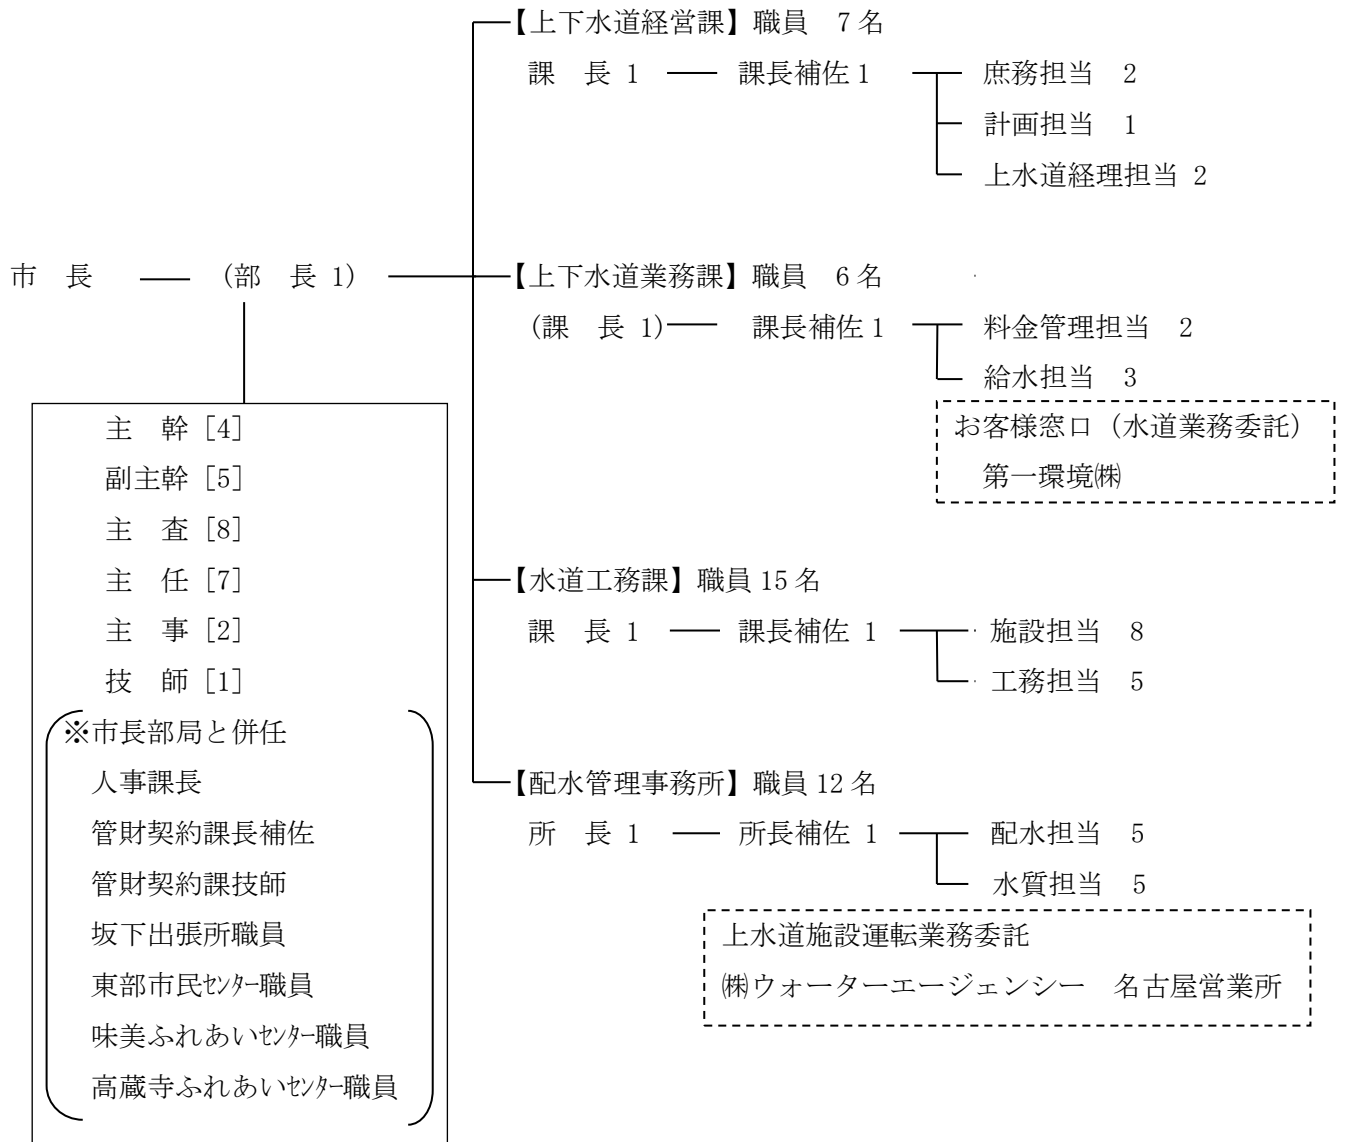 【上下水道経営課】職員　7名
課　長 1　課長補佐 1　庶務担当　2
計画担当　1
上水道経理担当 2
市　長　(部　長 1)　【上下水道業務課】職員　6名
(課　長 1)　課長補佐 1　料金管理担当　2
給水担当　3
お客様窓口（水道業務委託）
第一環境㈱
【水道工務課】職員 15名
課　長 1　課長補佐 1　施設担当　8
工務担当　5
【配水管理事務所】職員 12名
所　長 1　所長補佐 1　配水担当　5
水質担当　5
上水道施設運転業務委託
㈱ウォーターエージェンシー　名古屋営業所
主　幹 [4]
副主幹 [5]
主　査 [8]
主　任 [7]
主　事 [2]
技　師 [1]
※市長部局と併任
人事課長
管財契約課長補佐
管財契約課技師
坂下出張所職員
東部市民ｾﾝﾀｰ職員
味美ふれあいｾﾝﾀｰ職員
高蔵寺ふれあいｾﾝﾀｰ職員